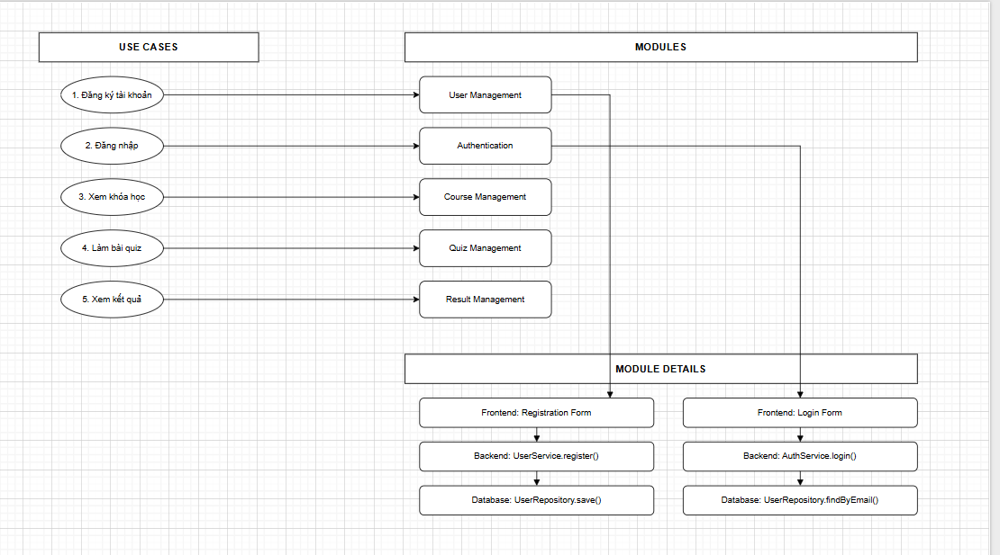 USE CASES
MODULES
1. Đăng ký tài khoản
User Management
2. Đăng nhập
Authentication
3. Xem khóa học
Course Management
4. Làm bài quiz
Quiz Management
5. Xem kết quả
Result Management
MODULE DETAILS
Frontend: Registration Form
Frontend: Login Form
Backend: UserService.register()
Backend: AuthService.login()
Database: UserRepository.save()
Database: UserRepository.findByEmail()